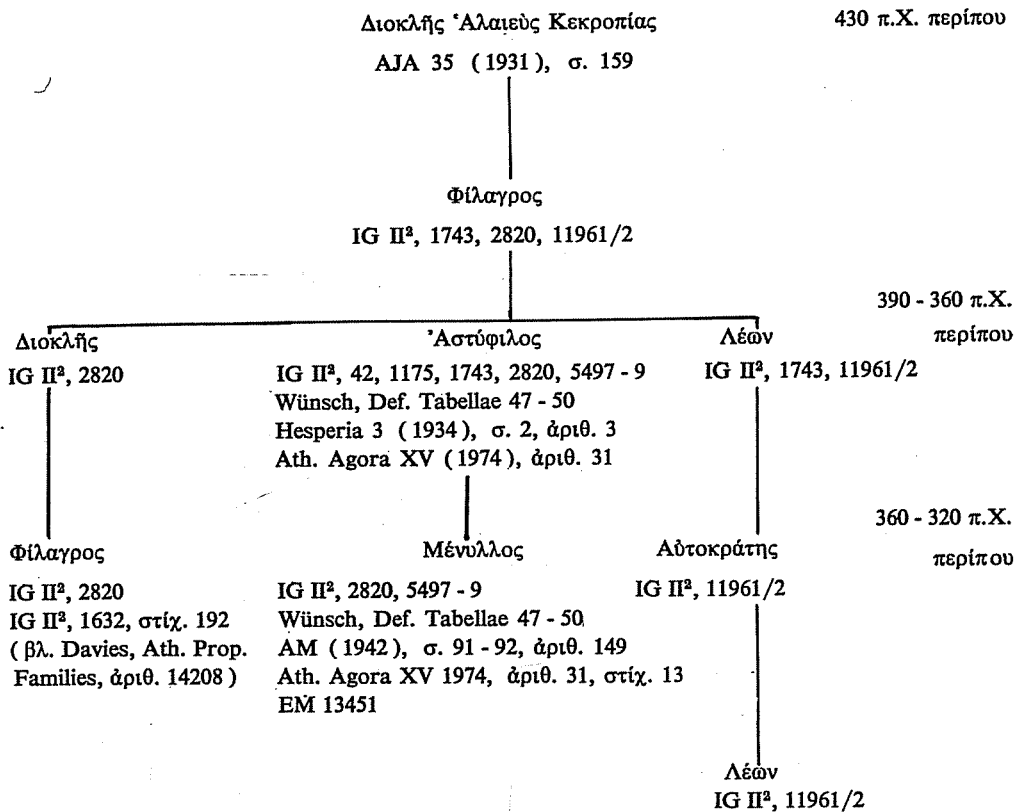 Διοκλῆς Ἁλαιεὺς Κεκροπίας
430 π.Χ. περίπου
AJA 35 (1931), σ. 159
Φίλαγρος
IG II², 1743, 2820, 11961/2
390 - 360 π.Χ.
περίπου
Διοκλῆς
IG II², 2820
Ἀστύφιλος
IG II², 42, 1175, 1743, 2820, 5497 - 9
Wünsch, Def. Tabellae 47 - 50
Hesperia 3 (1934), σ. 2, ἀριθ. 3
Ath. Agora XV (1974), ἀριθ. 31
Λέων
IG II², 1743, 11961/2
360 - 320 π.Χ.
περίπου
Φίλαγρος
IG II², 2820
IG II², 1632, στίχ. 192
(βλ. Davies, Ath. Prop.
Families, ἀριθ. 14208)
Μένυλλος
IG II², 2820, 5497 - 9
Wünsch, Def. Tabellae 47 - 50
AM (1942), σ. 91 - 92, ἀριθ. 149
Ath. Agora XV 1974, ἀριθ. 31, στίχ. 13
EM 13451
Αὐτοκράτης
IG II², 11961/2
Λέων
IG II², 11961/2